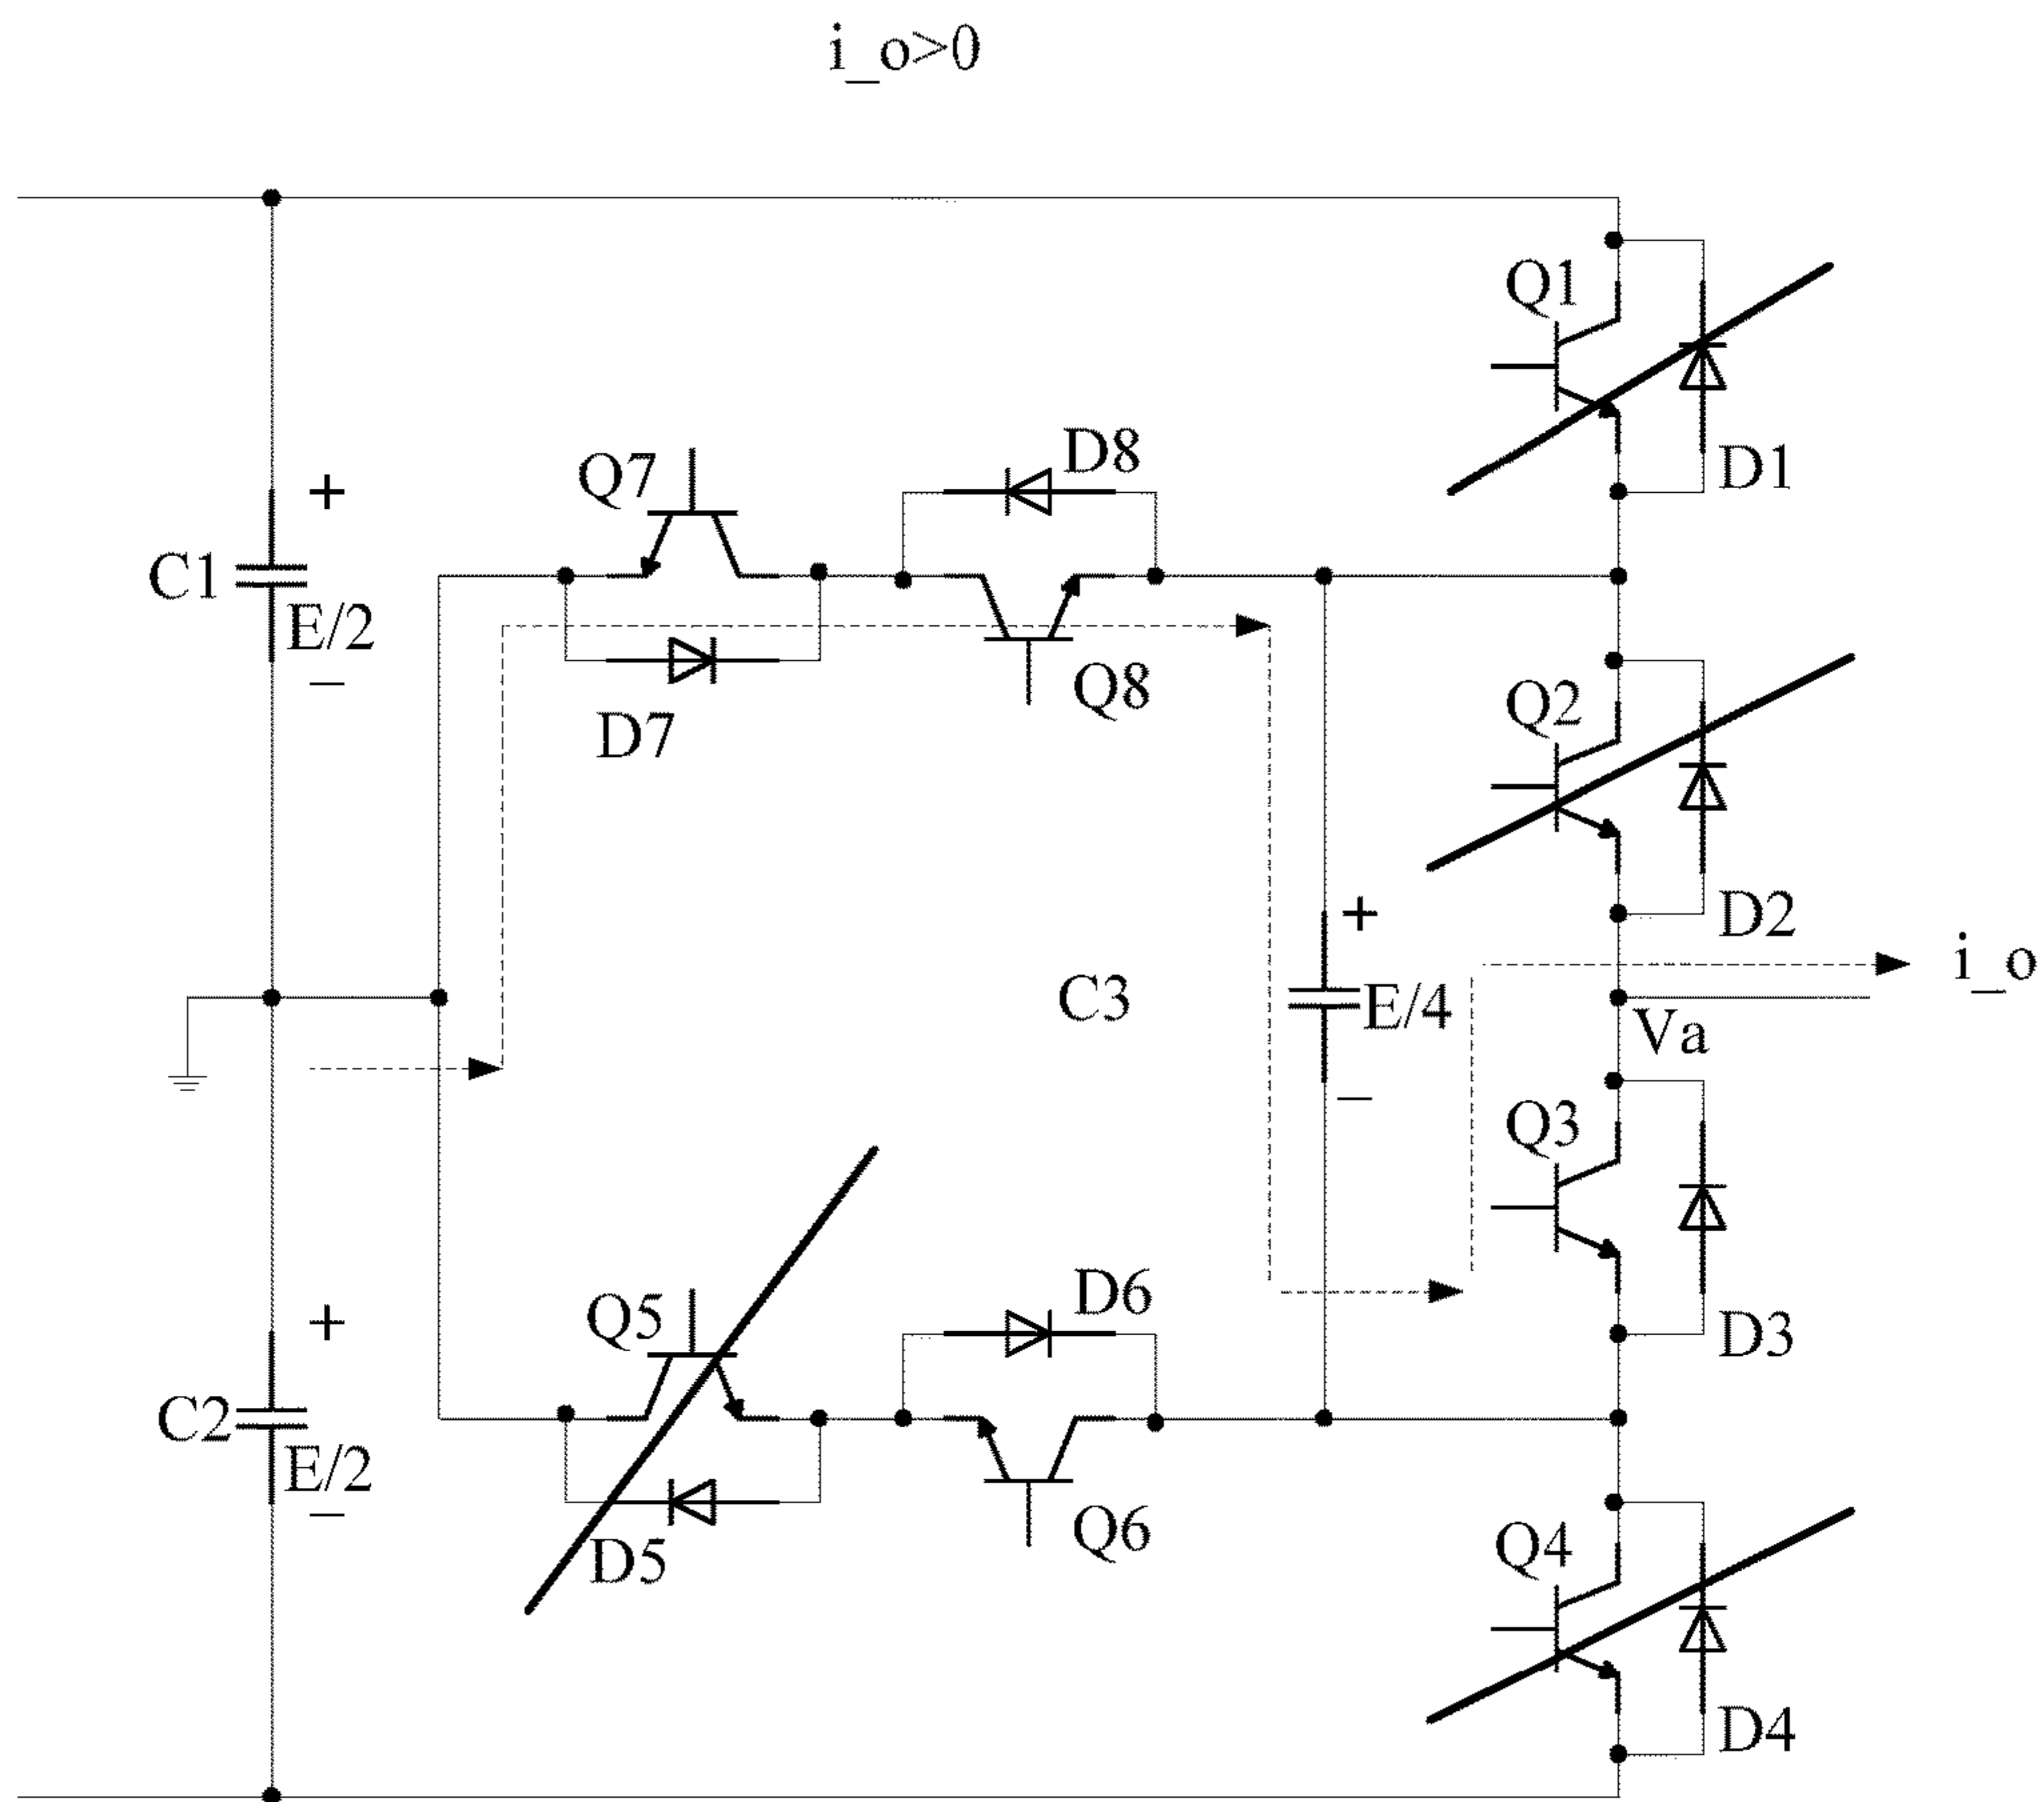 i_o>0
Q1
D1
Q7
D8
C1
+
E/2
–
D7
Q8
Q2
D2
+
C3
E/4
–
i_o
Va
Q3
D3
Q5
D6
+
C2
E/2
–
D5
Q6
Q4
D4